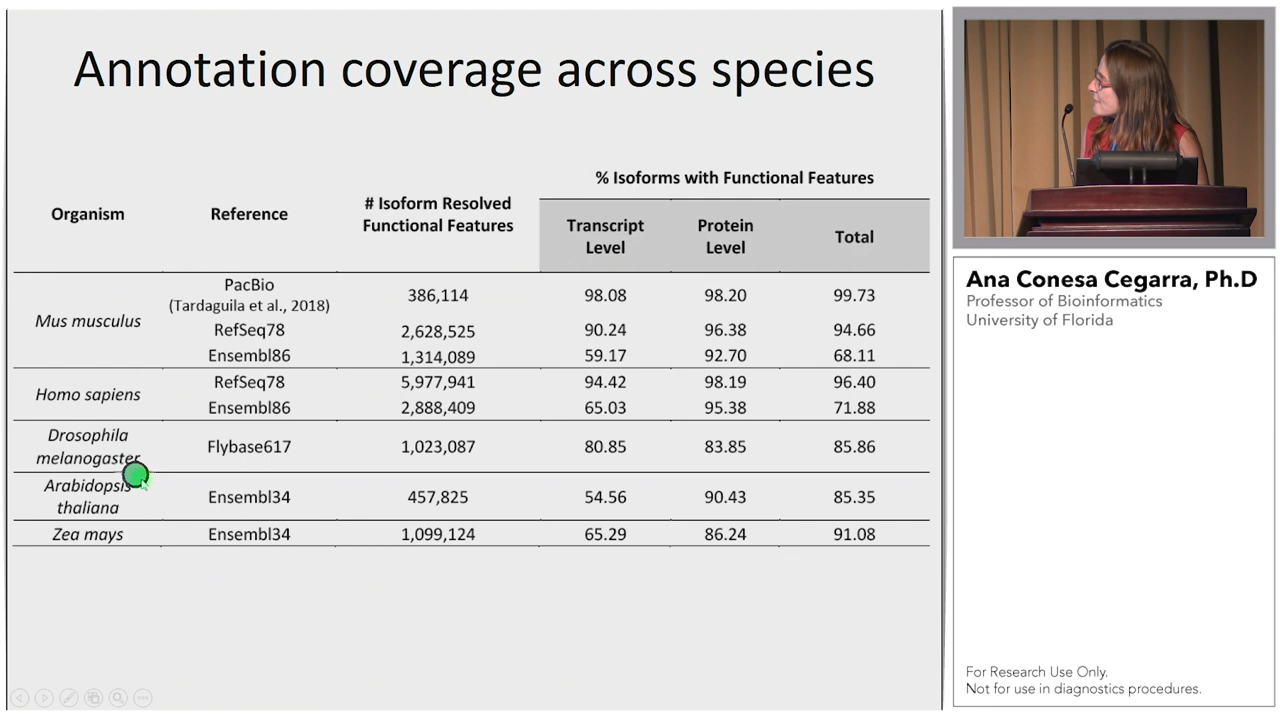 Annotation coverage across species
% Isoforms with Functional Features
Organism Reference # Isoform Resolved Functional Features Transcript Level Protein Level Total
Mus musculus PacBio (Tardaguila et al., 2018) 386,114 98.08 98.20 99.73
RefSeq78 2,628,525 90.24 96.38 94.66
Ensembl86 1,314,089 59.17 92.70 68.11
Homo sapiens RefSeq78 5,977,941 94.42 98.19 96.40
Ensembl86 2,888,409 65.03 95.38 71.88
Drosophila melanogaster Flybase617 1,023,087 80.85 83.85 85.86
Arabidopsis thaliana Ensembl34 457,825 54.56 90.43 85.35
Zea mays Ensembl34 1,099,124 65.29 86.24 91.08
Ana Conesa Cegarra, Ph.D
Professor of Bioinformatics
University of Florida
For Research Use Only.
Not for use in diagnostics procedures.